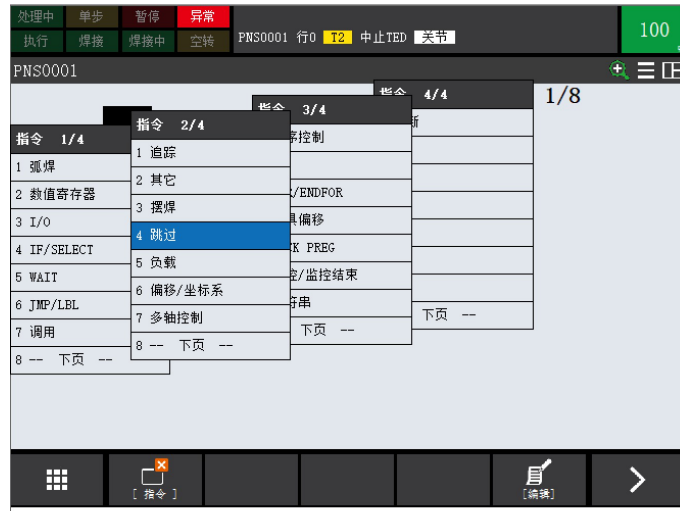 处理中 单步 暂停 异常
执行 焊接 焊接中 空转
PNS0001 行0 T2 中止TED 关节
100
PNS0001
1/8
指令 1/4
1 弧焊
2 数值寄存器
3 I/O
4 IF/SELECT
5 WAIT
6 JMP/LBL
7 调用
8 -- 下页 --
指令 2/4
1 追踪
2 其它
3 摆焊
4 跳过
5 负载
6 偏移/坐标系
7 多轴控制
8 -- 下页 --
指令 3/4
序控制
/ENDFOR
偏移
PREG
/监控结束
符串
下页 --
指令 4/4
下页 --
[ 指令 ]
[编辑]